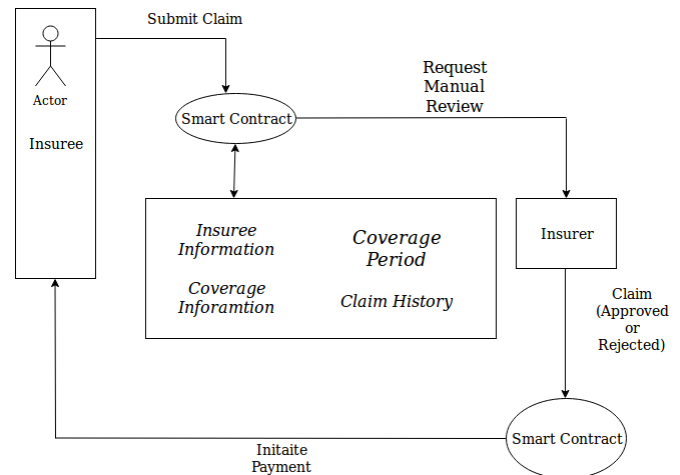 Submit Claim
Actor
Insuree
Smart Contract
Request
Manual
Review
Insuree
Information
Coverage
Period
Coverage
Inforamtion
Claim History
Insurer
Claim
(Approved
or
Rejected)
Smart Contract
Initaite
Payment